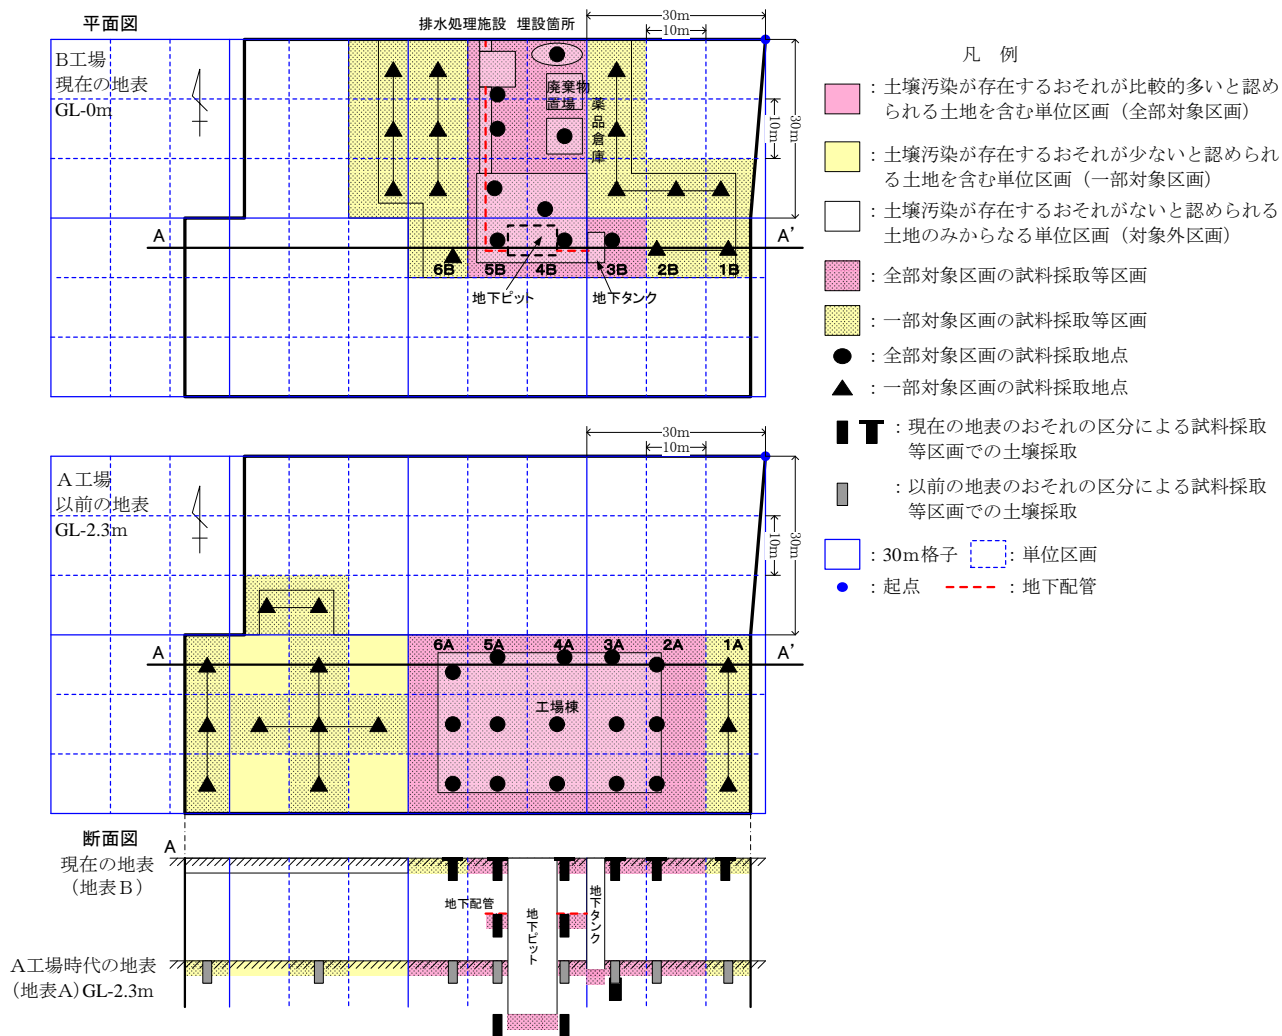 平面図
排水処理施設 埋設箇所
30m
10m
B工場
現在の地表
GL-0m
廃棄物
置場
薬品倉庫
10m
30m
A
A'
6B
5B
4B
3B
2B
1B
地下ピット
地下タンク
30m
10m
A工場
以前の地表
GL-2.3m
10m
30m
A
A'
6A
5A
4A
3A
2A
1A
工場棟
断面図
A
現在の地表
(地表B)
地下配管
地下ピット
地下タンク
A工場時代の地表
(地表A)GL-2.3m
凡 例
：土壌汚染が存在するおそれが比較的多いと認め
られる土地を含む単位区画（全部対象区画）
：土壌汚染が存在するおそれが少ないと認められ
る土地を含む単位区画（一部対象区画）
：土壌汚染が存在するおそれがないと認められる
土地のみからなる単位区画（対象外区画）
：全部対象区画の試料採取等区画
：一部対象区画の試料採取等区画
：全部対象区画の試料採取地点
：一部対象区画の試料採取地点
：現在の地表のおそれの区分による試料採取
等区画での土壌採取
：以前の地表のおそれの区分による試料採取
等区画での土壌採取
：30m格子
：単位区画
：起点
：地下配管